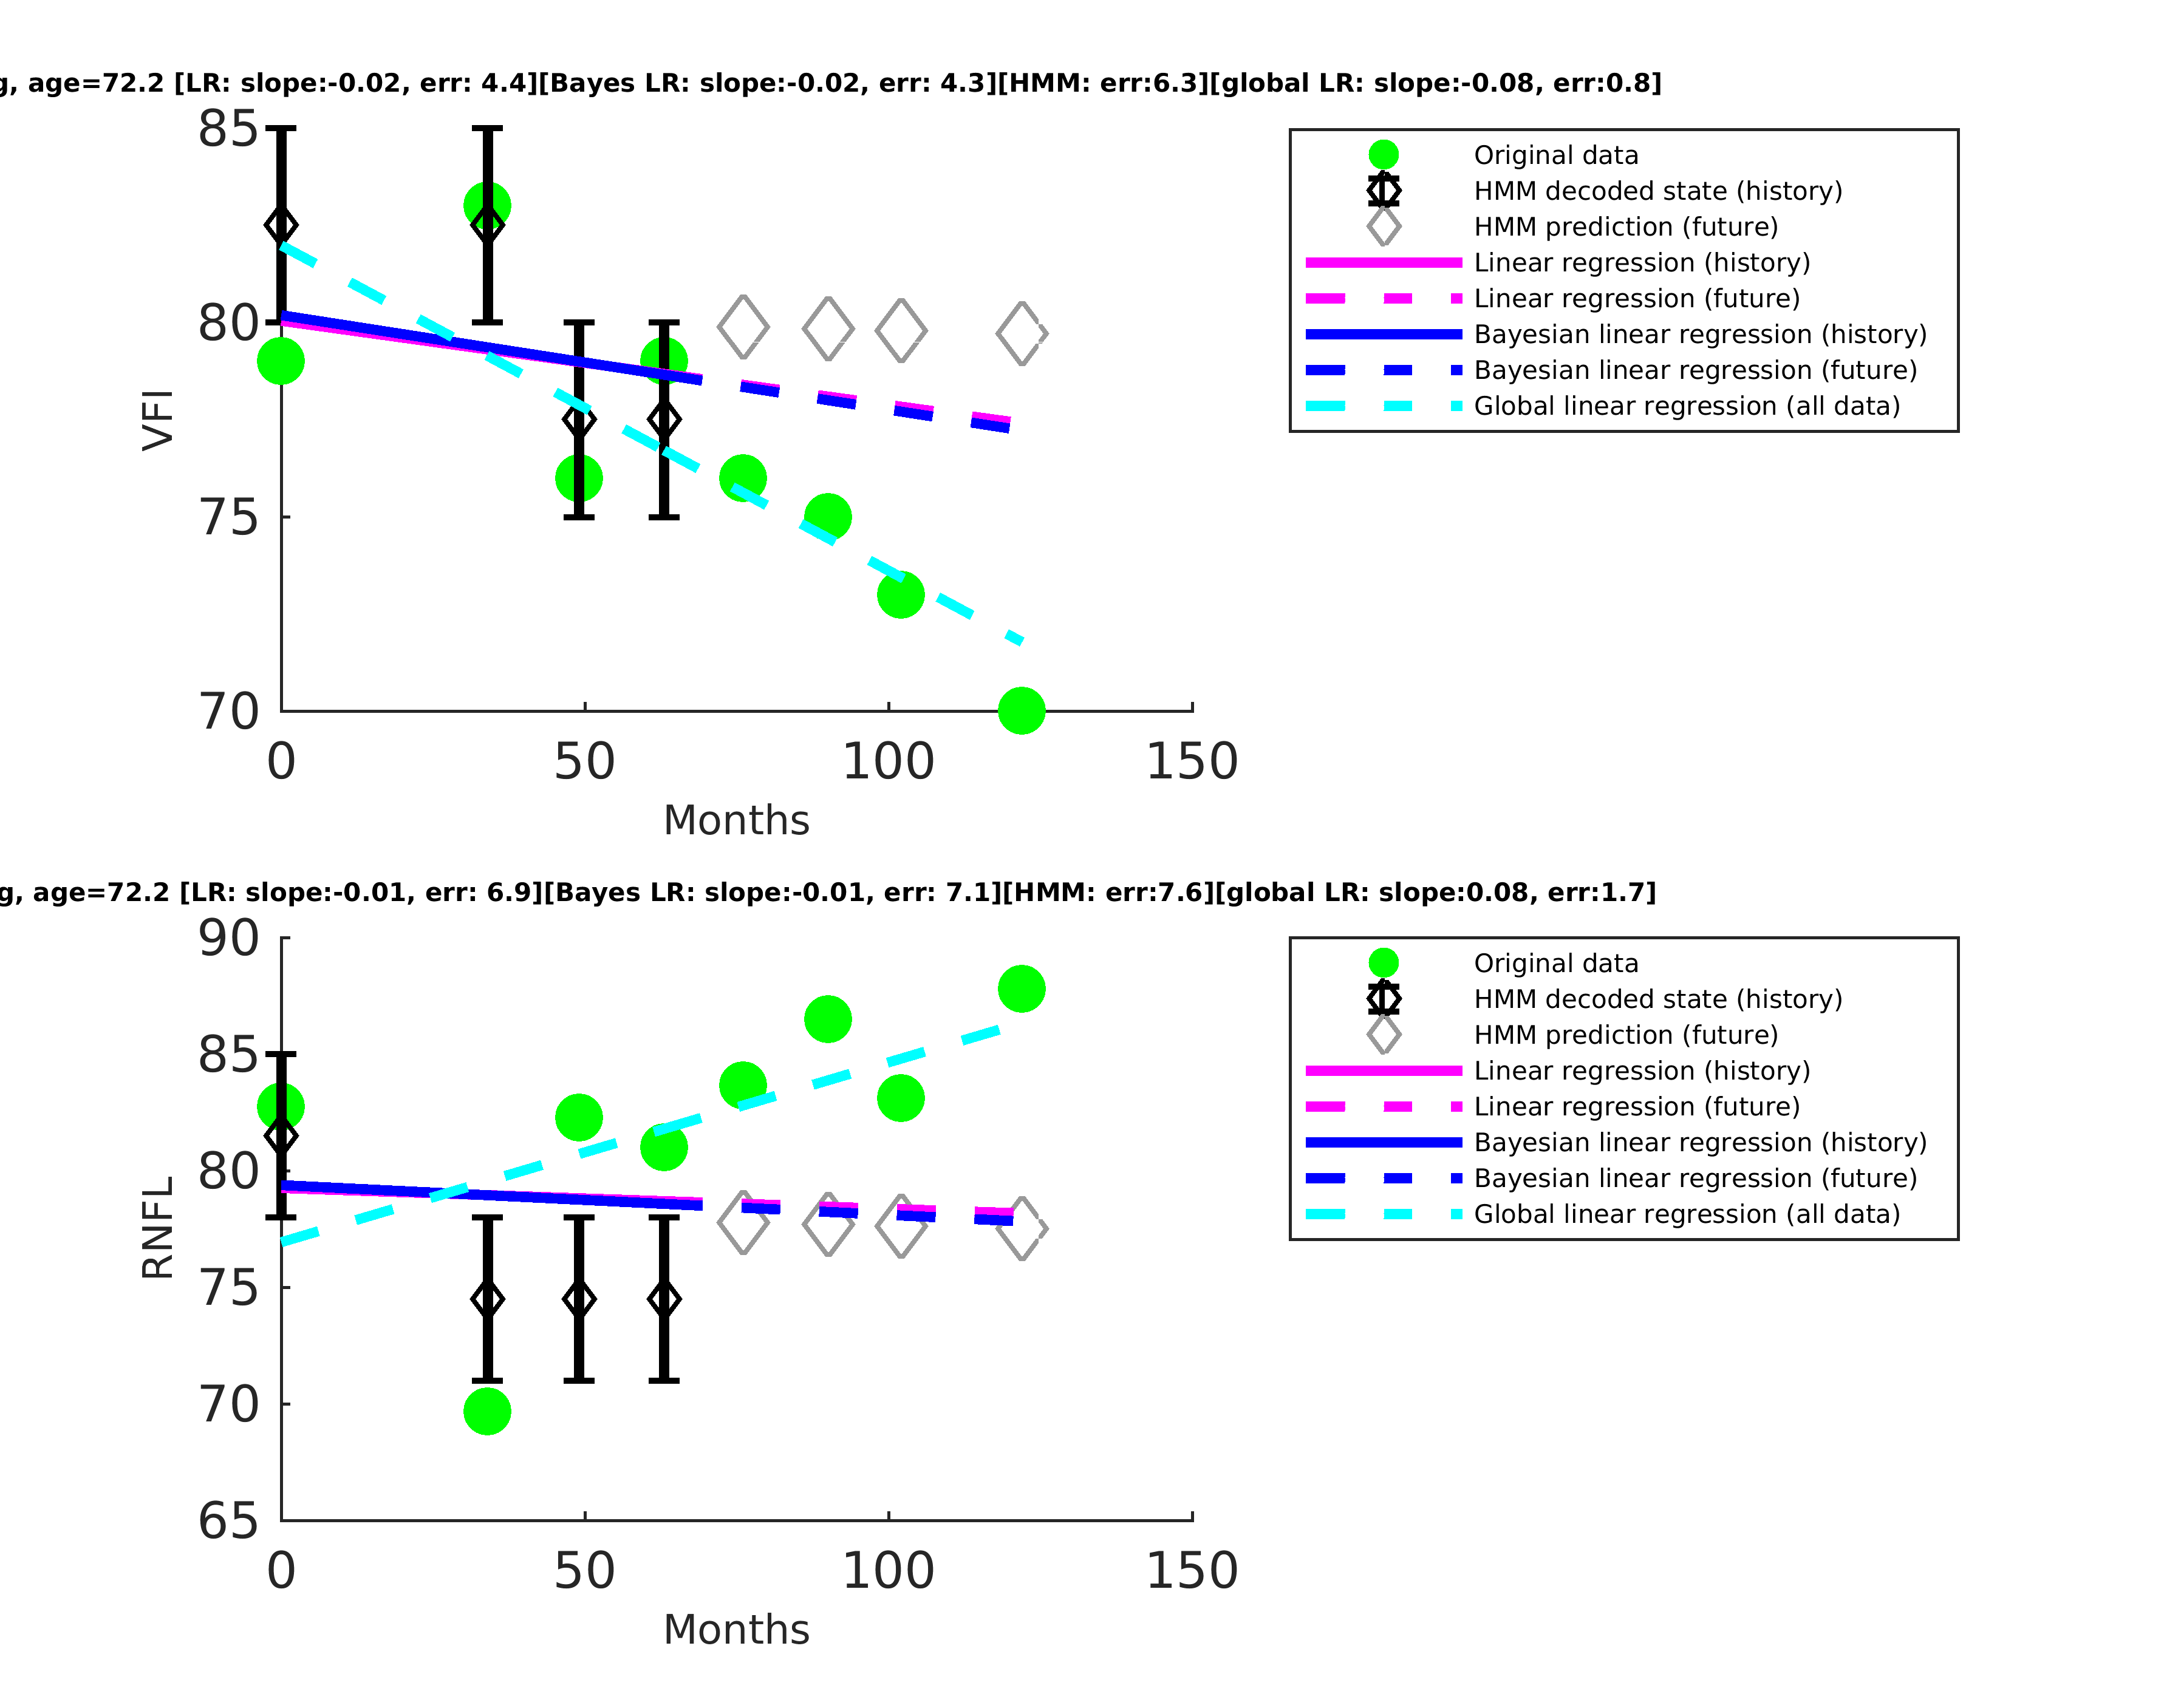 g, age=72.2 [LR: slope:-0.02, err: 4.4][Bayes LR: slope:-0.02, err: 4.3][HMM: err:6.3][global LR: slope:-0.08, err:0.8]
85
80
75
70
VFI
0 50 100 150
Months
Original data
HMM decoded state (history)
HMM prediction (future)
Linear regression (history)
Linear regression (future)
Bayesian linear regression (history)
Bayesian linear regression (future)
Global linear regression (all data)
g, age=72.2 [LR: slope:-0.01, err: 6.9][Bayes LR: slope:-0.01, err: 7.1][HMM: err:7.6][global LR: slope:0.08, err:1.7]
90
85
80
75
70
65
RNFL
0 50 100 150
Months
Original data
HMM decoded state (history)
HMM prediction (future)
Linear regression (history)
Linear regression (future)
Bayesian linear regression (history)
Bayesian linear regression (future)
Global linear regression (all data)